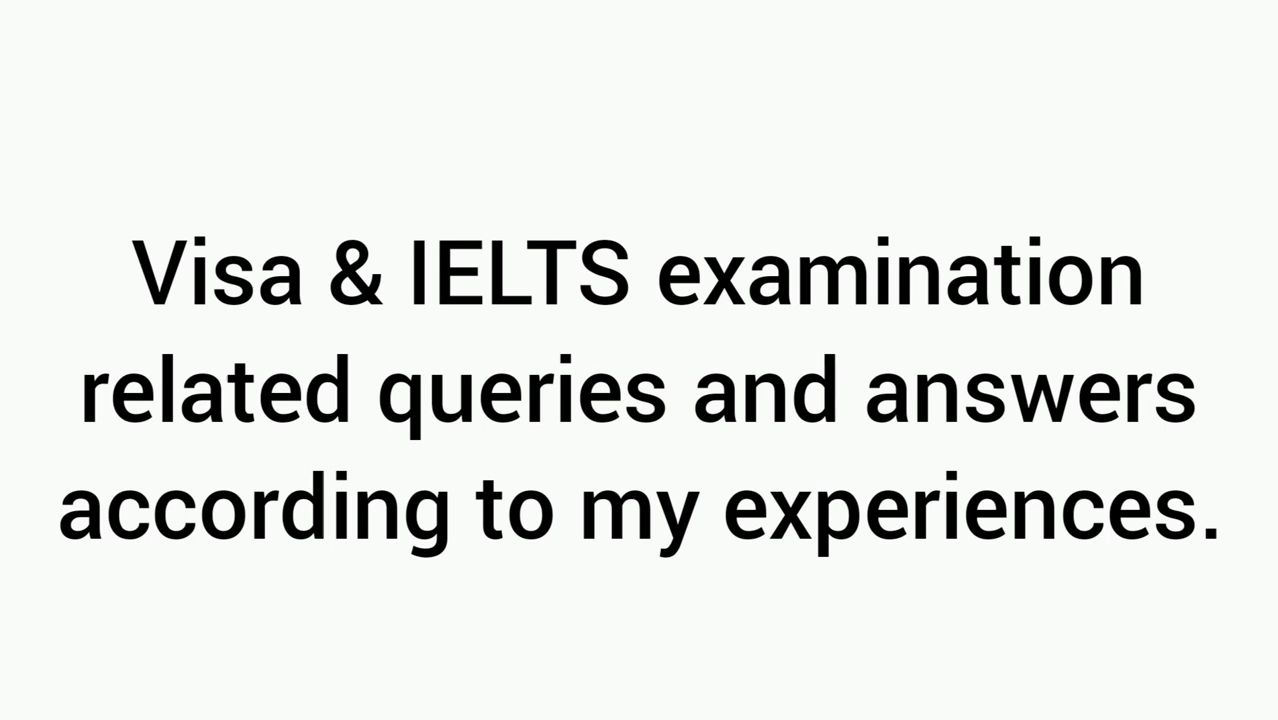 Visa & IELTS examination
related queries and answers
according to my experiences.